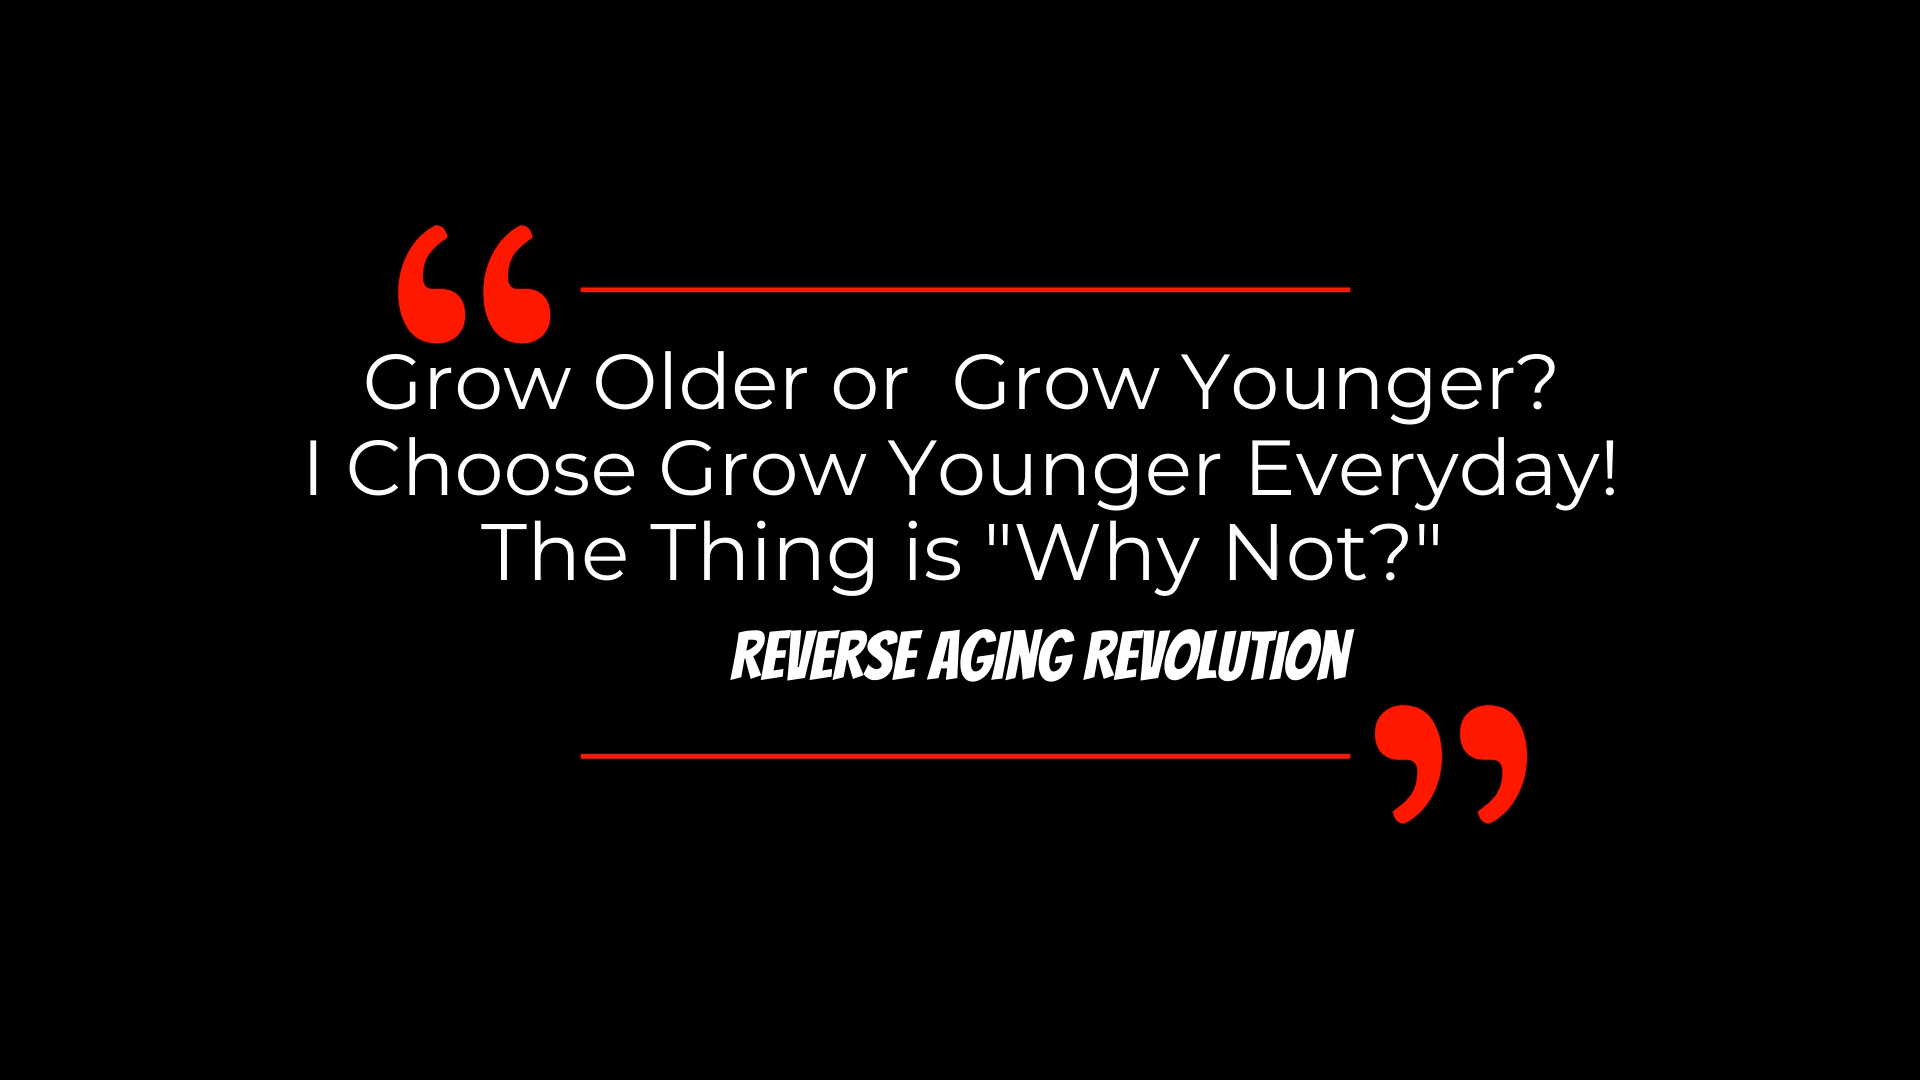 “
Grow Older or  Grow Younger?
I Choose Grow Younger Everyday!
The Thing is "Why Not?"
REVERSE AGING REVOLUTION
”